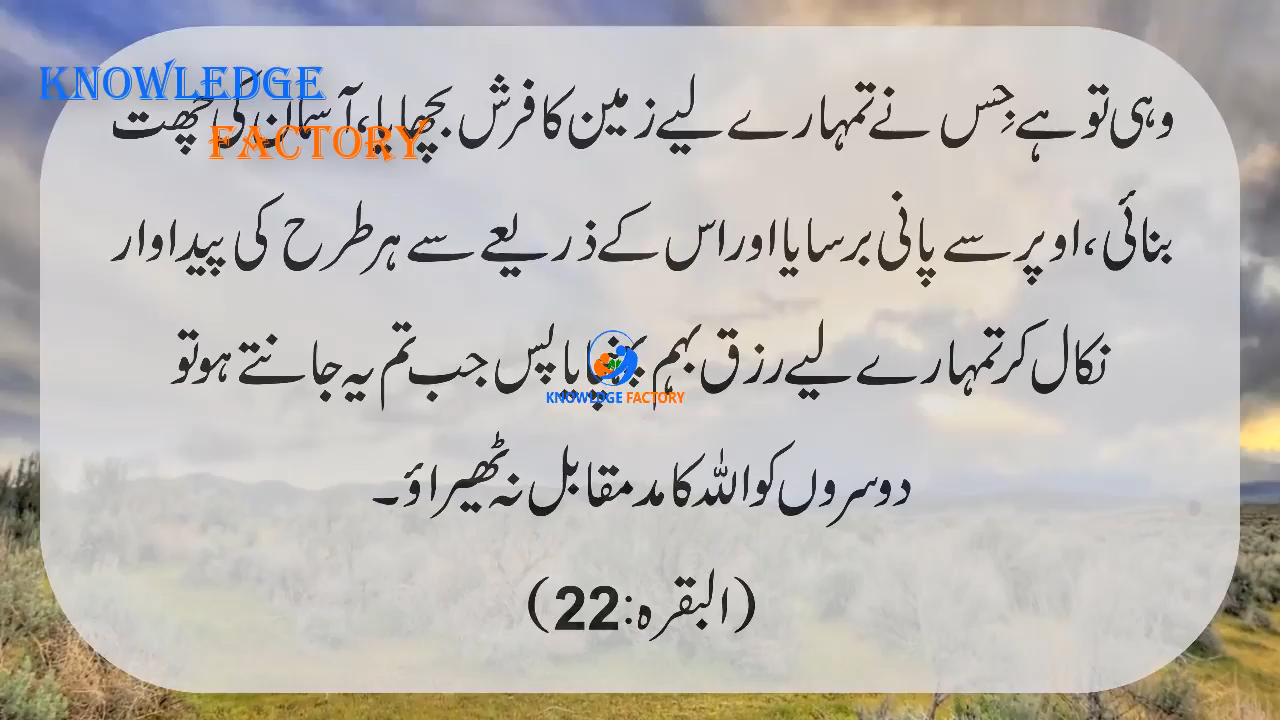 KNOWLEDGE
FACTORY
وہی تو ہے جِس نے تمہارے لیے زمین کا فرش بچھایا، آسمان کی چھت
بنائی، اوپر سے پانی برسایا اور اس کے ذریعے سے ہر طرح کی پیداوار
نکال کر تمہارے لیے رزق بہم پہنچایا پس جب تم یہ جانتے ہو تو
KNOWLEDGE FACTORY
دوسروں کو اللہ کا مد مقابل نہ ٹھیراؤ۔
(البقرہ:22)